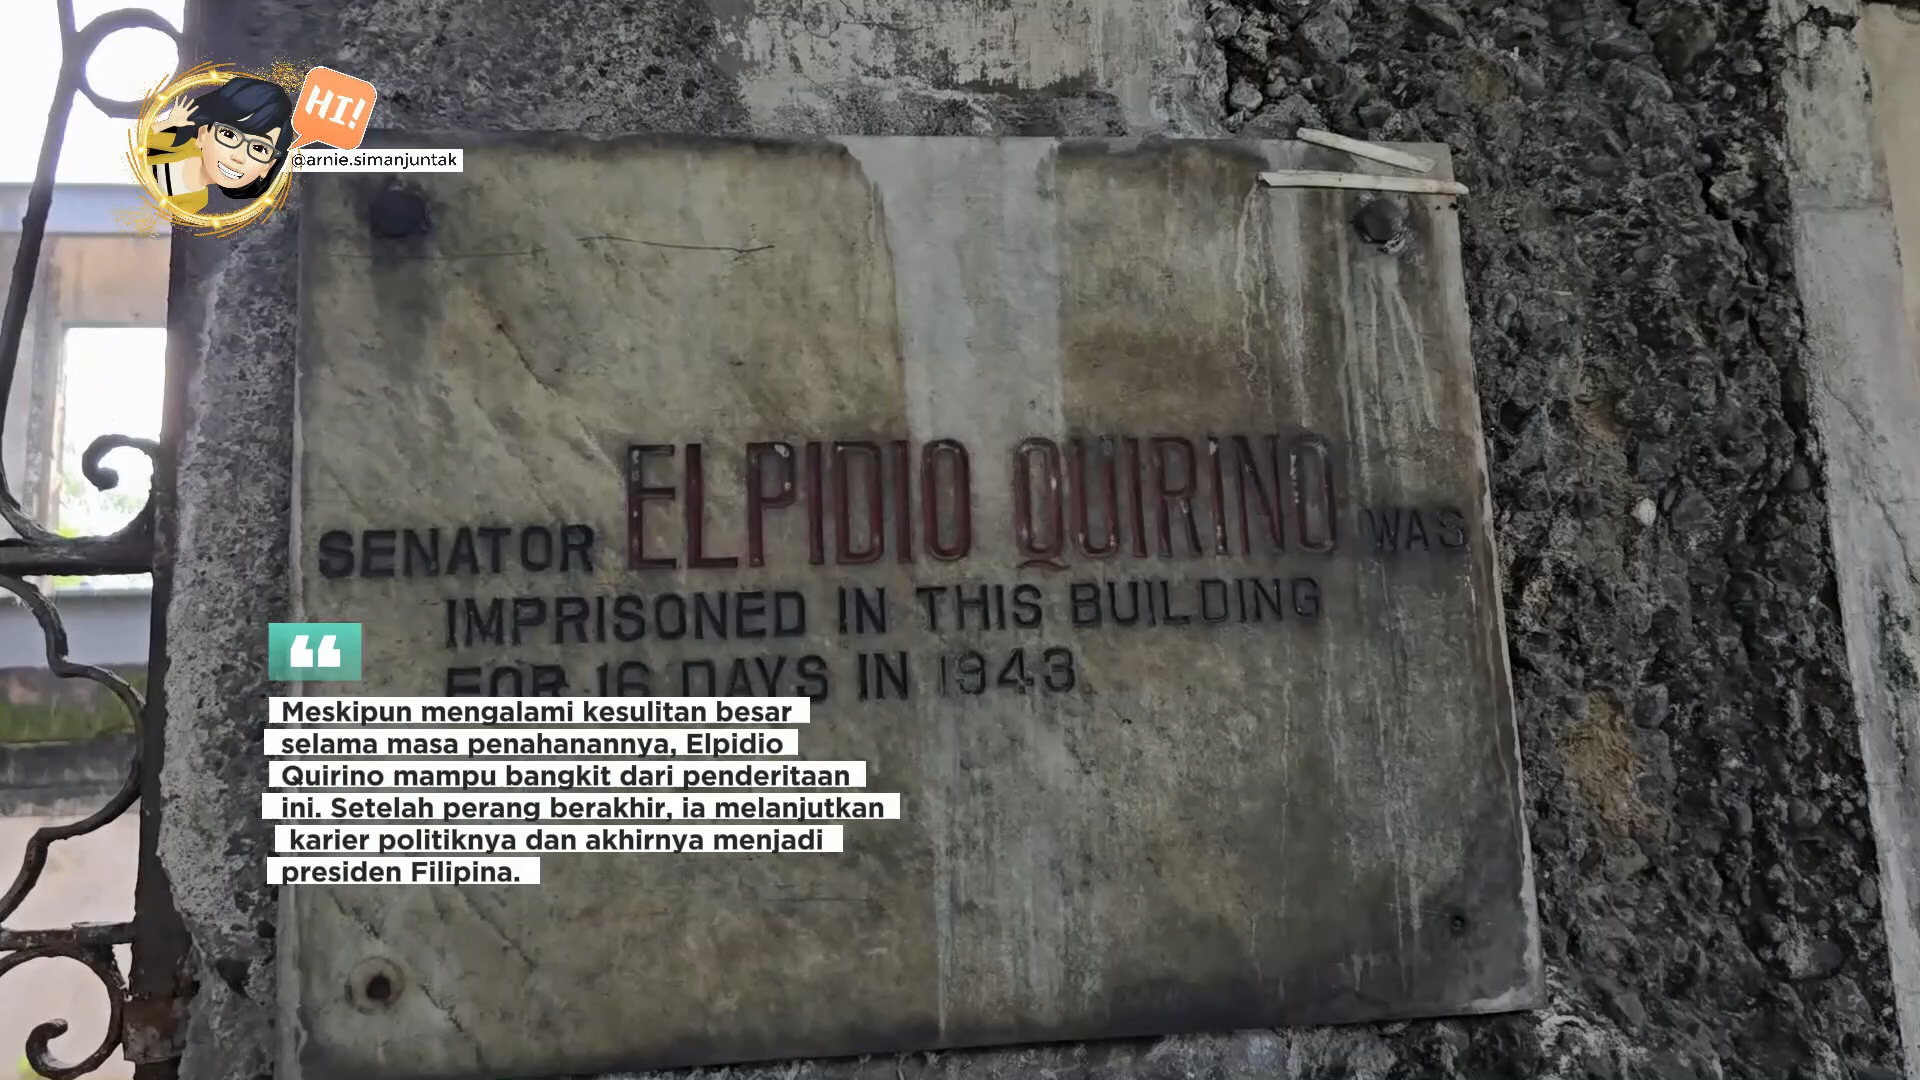 HI!
@arnie.simanjuntak
SENATOR ELPIDIO QUIRINO WAS
IMPRISONED IN THIS BUILDING
FOR 16 DAYS IN 1943
Meskipun mengalami kesulitan besar
selama masa penahanannya, Elpidio
Quirino mampu bangkit dari penderitaan
ini. Setelah perang berakhir, ia melanjutkan
karier politiknya dan akhirnya menjadi
presiden Filipina.